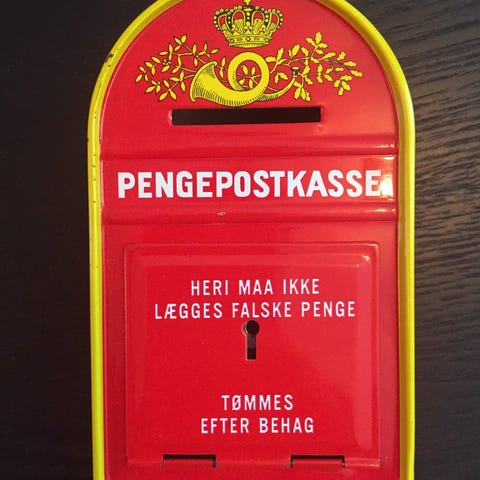 PENGEPOSTKASSE
HERI MAA IKKE
LÆGGES FALSKE PENGE
TØMMES
EFTER BEHAG